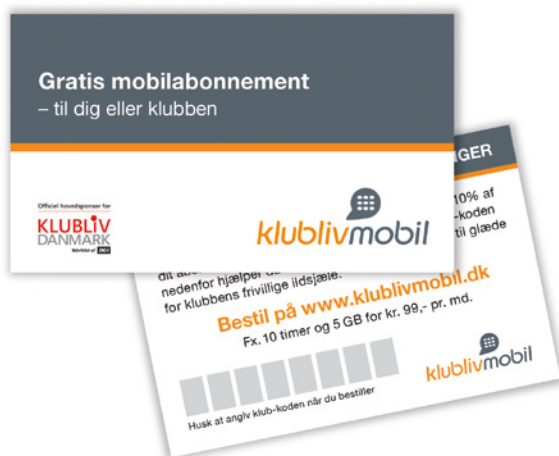 Gratis mobilabonnement
– til dig eller klubben
Officiel hovedsponsor for
KLUBLIV
DANMARK
klublivmobil
10% af
-koden
til glæde
nedenfor hjælper
for klubbens frivillige ildsjæle.
Bestil på www.klublivmobil.dk
Fx. 10 timer og 5 GB for kr. 99,- pr. md.
Husk at angiv klub-koden når du bestiller
klublivmobil